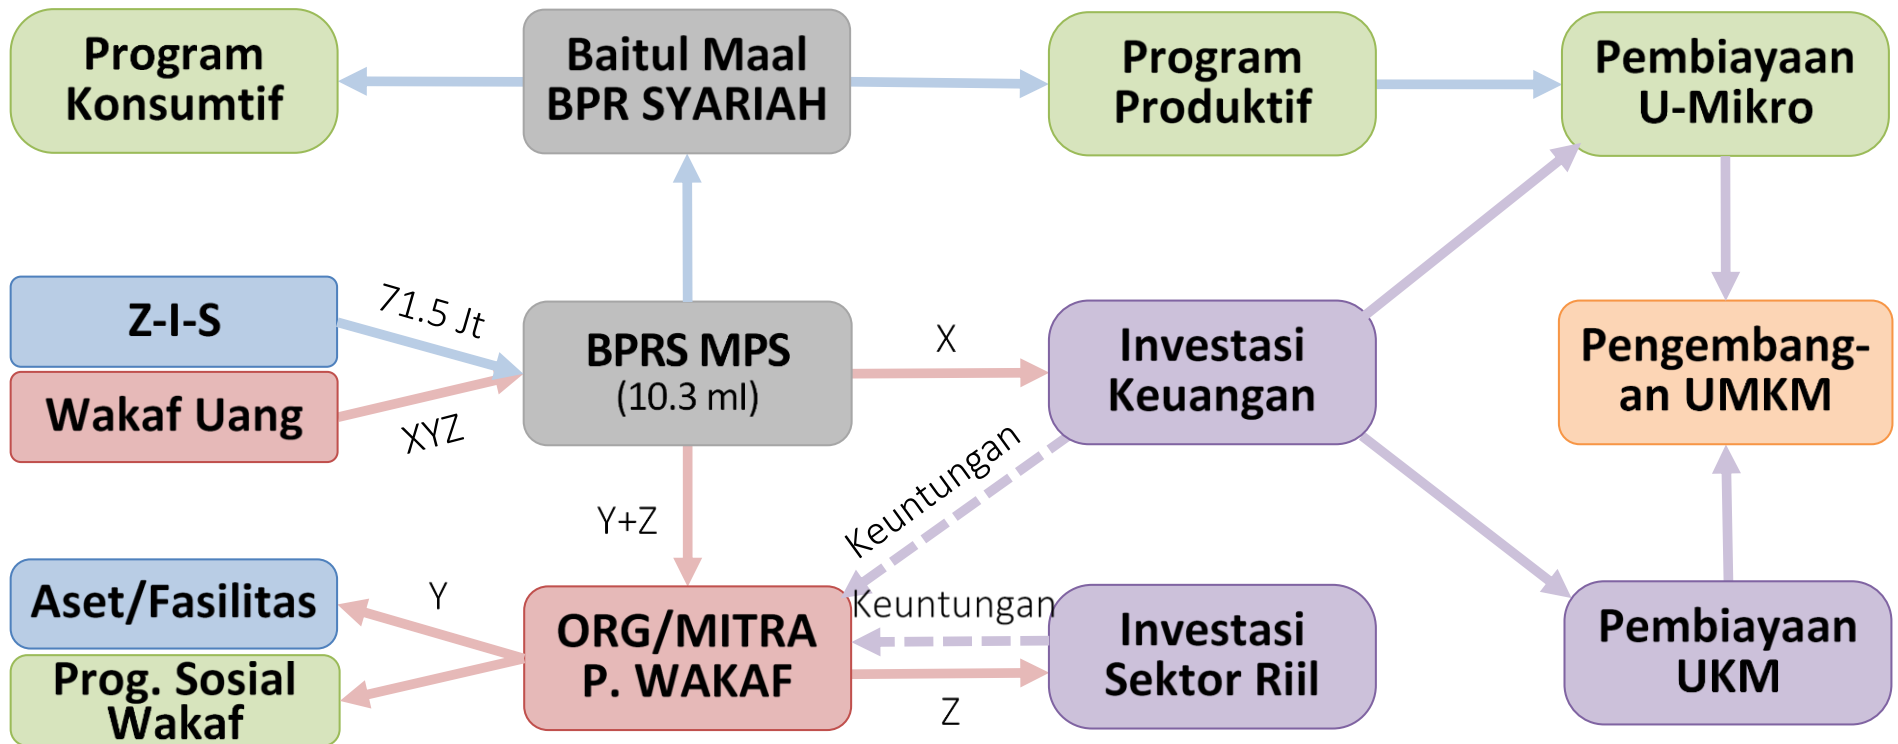 Program
Konsumtif
Baitul Maal
BPR SYARIAH
Program
Produktif
Pembiayaan
U-Mikro
Z-I-S
71.5 Jt
Wakaf Uang
XYZ
BPRS MPS
(10.3 ml)
X
Investasi
Keuangan
Pengembang-
an UMKM
Y+Z
Keuntungan
Aset/Fasilitas
Y
Prog. Sosial
Wakaf
ORG/MITRA
P. WAKAF
Keuntungan
Z
Investasi
Sektor Riil
Pembiayaan
UKM